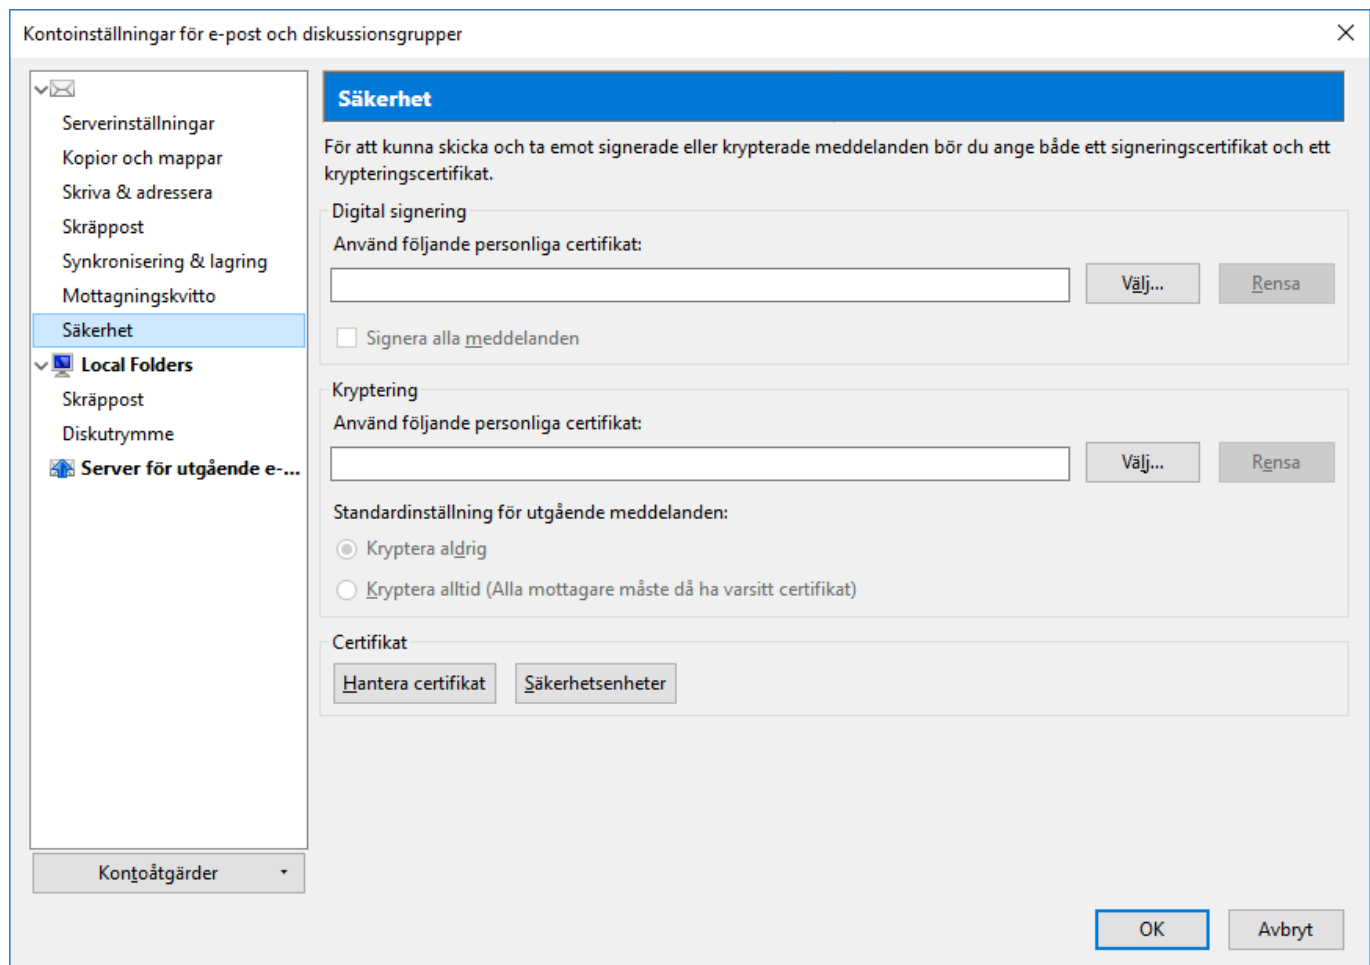 Kontoinställningar för e-post och diskussionsgrupper
Serverinställningar
Kopior och mappar
Skriva & adressera
Skräppost
Synkronisering & lagring
Mottagningskvitto
Säkerhet
Local Folders
Skräppost
Diskutrymme
Server för utgående e-...
Kontoåtgärder
Säkerhet
För att kunna skicka och ta emot signerade eller krypterade meddelanden bör du ange både ett signeringscertifikat och ett
krypteringscertifikat.
Digital signering
Använd följande personliga certifikat:
Välj...
Rensa
Signera alla meddelanden
Kryptering
Använd följande personliga certifikat:
Välj...
Rensa
Standardinställning för utgående meddelanden:
Kryptera aldrig
Kryptera alltid (Alla mottagare måste då ha varsitt certifikat)
Certifikat
Hantera certifikat
Säkerhetsenheter
OK
Avbryt